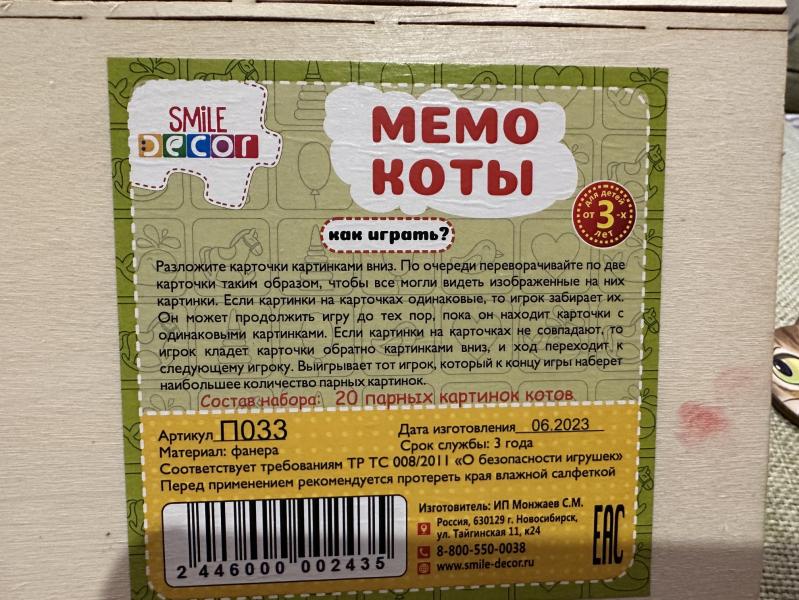 SMiLE
DECOR
МЕМО
КОТЫ
для детей
от 3-х
лет
как играть?
Разложите карточки картинками вниз. По очереди переворачивайте по две
карточки таким образом, чтобы все могли видеть изображенные на них
картинки. Если картинки на карточках одинаковые, то игрок забирает их.
Он может продолжить игру до тех пор, пока он находит карточки с
одинаковыми картинками. Если картинки на карточках не совпадают, то
игрок кладет карточки обратно картинками вниз, и ход переходит к
следующему игроку. Выигрывает тот игрок, который к концу игры наберет
наибольшее количество парных картинок.
Состав набора: 20 парных картинок котов
Артикул П033
Дата изготовления 06.2023
Материал: фанера
Срок службы: 3 года
Соответствует требованиям ТР ТС 008/2011 «О безопасности игрушек»
Перед применением рекомендуется протереть края влажной салфеткой
2 446000 002435
Изготовитель: ИП Монжаев С.М.
Россия, 630129 г. Новосибирск,
ул. Тайгинская 11, к24
8-800-550-0038
www.smile-decor.ru
ЕАС